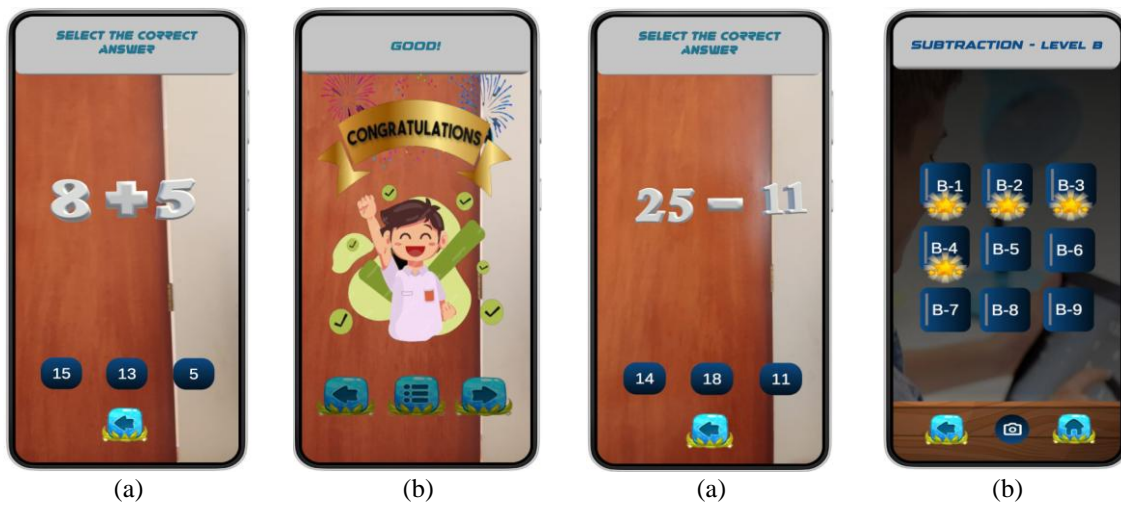 SELECT THE CORRECT
ANSWER
8 + 5
15 13 5
GOOD!
CONGRATULATIONS
SELECT THE CORRECT
ANSWER
25 - 11
14 18 11
SUBTRACTION - LEVEL B
B-1 B-2 B-3
B-4 B-5 B-6
B-7 B-8 B-9
(a) (b) (a) (b)